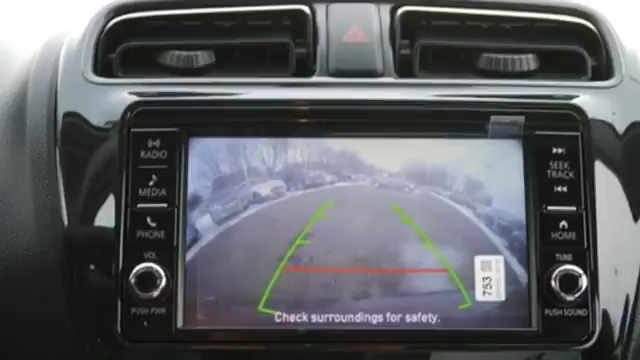 RADIO
MEDIA
PHONE
VOL
PUSH PWR
SEEK
TRACK
HOME
TUNE
PUSH SOUND
753
Check surroundings for safety.